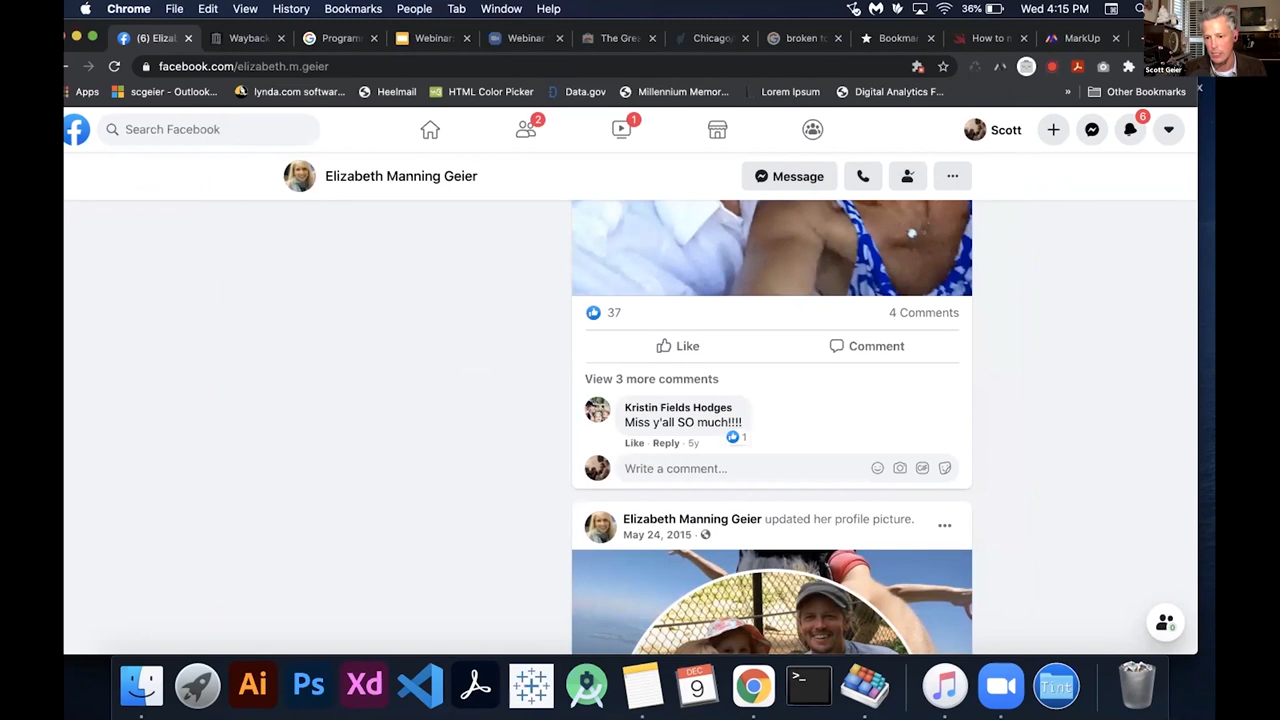 Chrome File Edit View History Bookmarks People Tab Window Help 36% Wed 4:15 PM
(6) Eliza Wayback Program Webinar: Webinar The Gre Chicago/ broken to Bookmar How to n MarkUp
facebook.com/elizabeth.m.geier
Apps scgeier - Outlook... lynda.com softwar... Heelmail HTML Color Picker Data.gov Millennium Memor... Lorem Ipsum Digital Analytics F... » Other Bookmarks
Scott Geier
Search Facebook 2 1 Scott 6
Elizabeth Manning Geier Message
37 4 Comments
Like Comment
View 3 more comments
Kristin Fields Hodges
Miss y'all SO much!!!!
Like · Reply · 5y 1
Write a comment... GIF
Elizabeth Manning Geier updated her profile picture.
May 24, 2015 ·
Ai Ps Xd DEC 9 >_ Tint